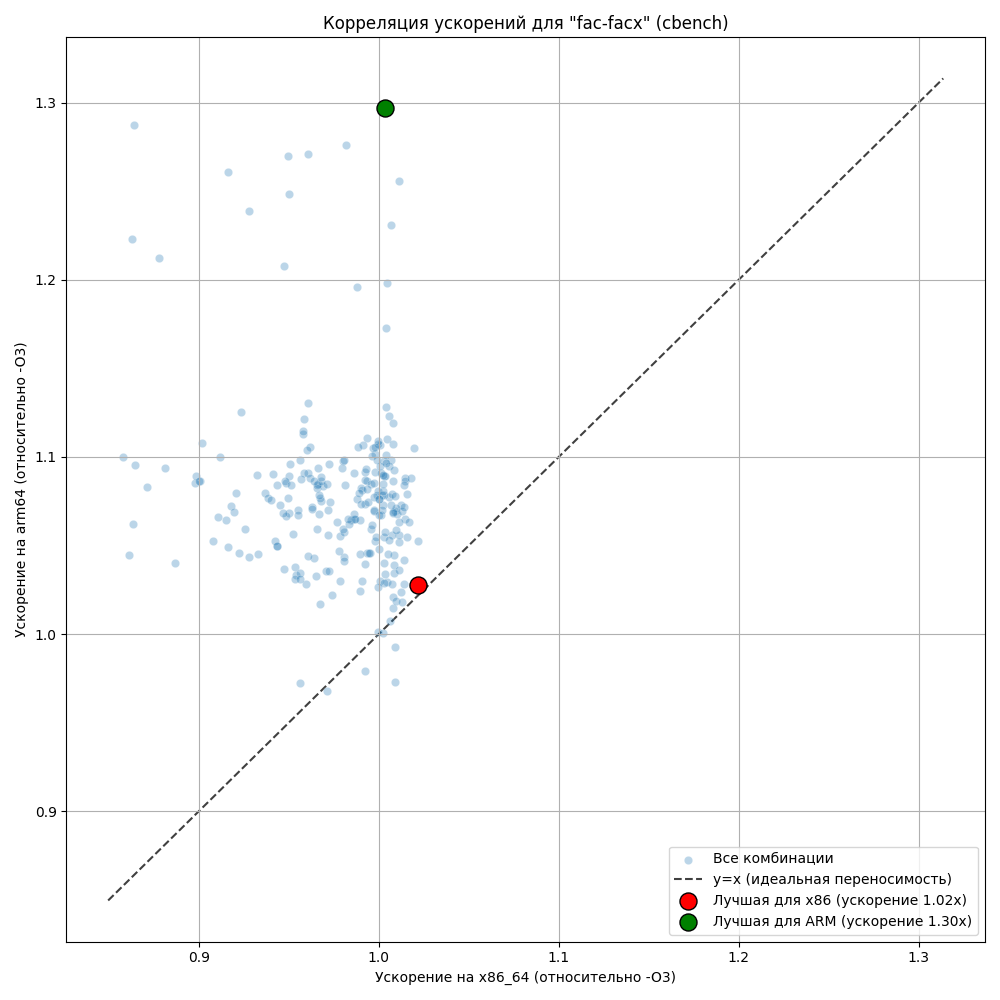 Корреляция ускорений для "fac-facx" (cbench)
Ускорение на arm64 (относительно -O3)
1.3
1.2
1.1
1.0
0.9
0.9
1.0
1.1
1.2
1.3
Ускорение на x86_64 (относительно -O3)
Все комбинации
y=x (идеальная переносимость)
Лучшая для x86 (ускорение 1.02x)
Лучшая для ARM (ускорение 1.30x)